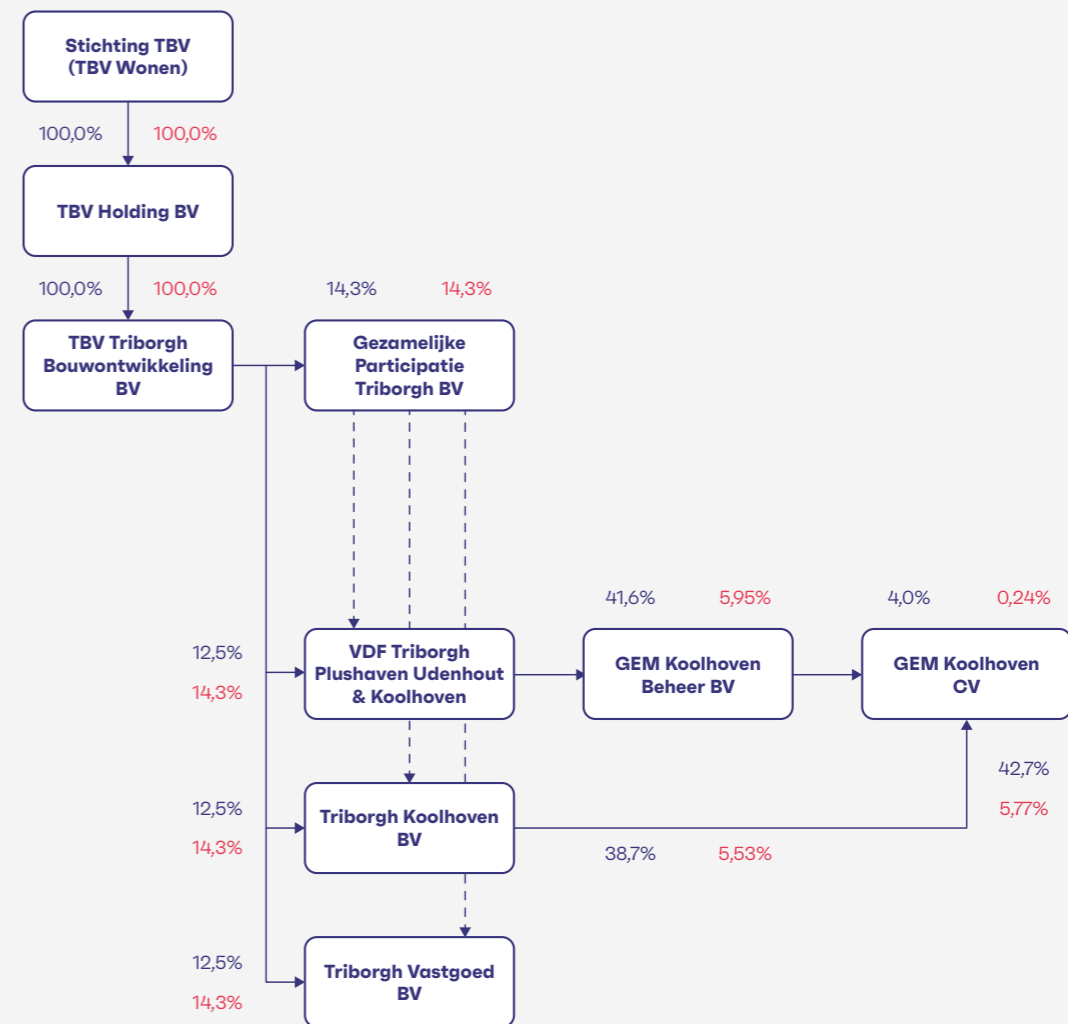 Stichting TBV
(TBV Wonen)
100,0% 100,0%
TBV Holding BV
100,0% 100,0%
14,3% 14,3%
TBV Triborgh
Bouwontwikkeling
BV
Gezamelijke
Participatie
Triborgh BV
41,6% 5,95%
4,0% 0,24%
12,5%
14,3%
VDF Triborgh
Plushaven Udenhout
& Koolhoven
GEM Koolhoven
Beheer BV
GEM Koolhoven
CV
42,7%
5,77%
12,5%
14,3%
Triborgh Koolhoven
BV
38,7% 5,53%
12,5%
14,3%
Triborgh Vastgoed
BV